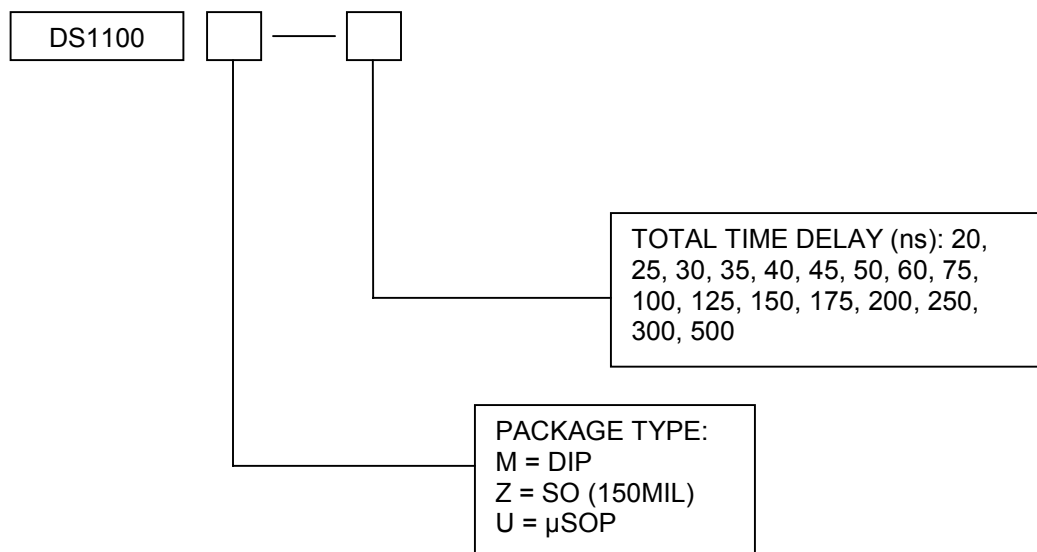 DS1100
TOTAL TIME DELAY (ns): 20,
25, 30, 35, 40, 45, 50, 60, 75,
100, 125, 150, 175, 200, 250,
300, 500
PACKAGE TYPE:
M = DIP
Z = SO (150MIL)
U = µSOP